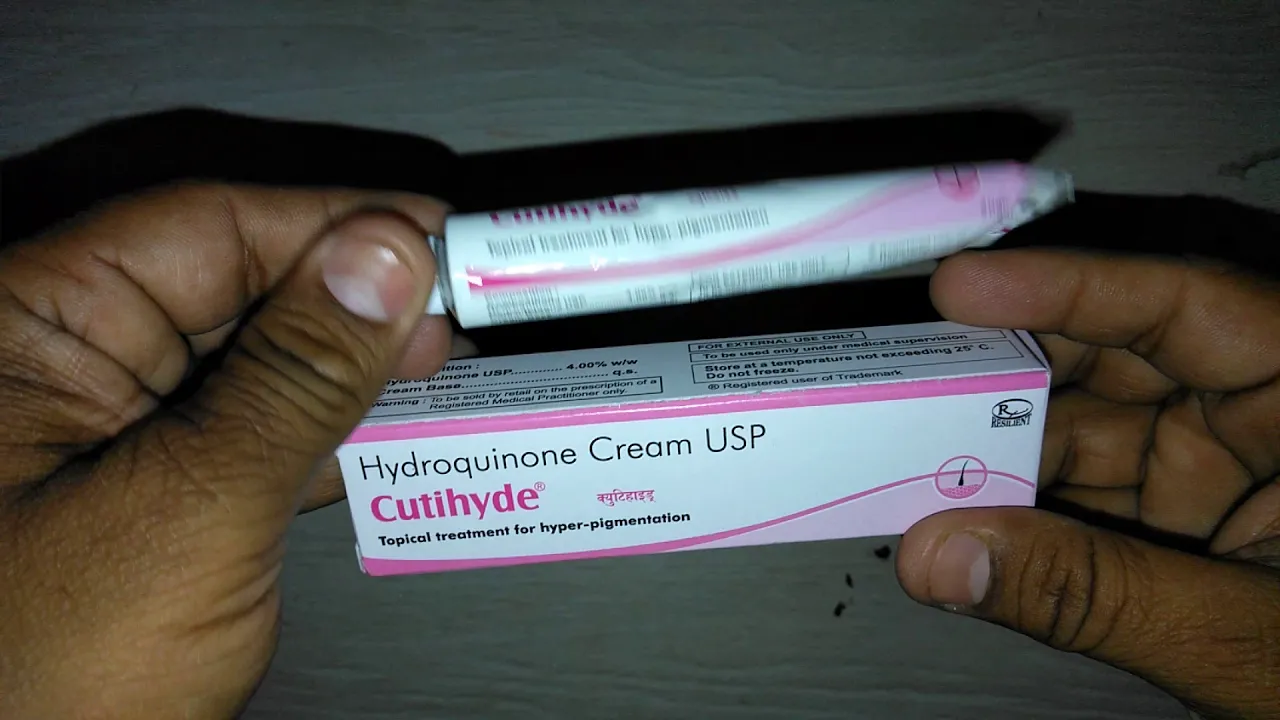 Cutihyde
Topical treatment for hyper-pigmentation
Hydroquinone USP............ 4.00% w/w
Cream Base............................ q.s.
Warning : To be sold by retail on the prescription of a
Registered Medical Practitioner only.
FOR EXTERNAL USE ONLY
To be used only under medical supervision
Store at a temperature not exceeding 25° C.
Do not freeze.
® Registered user of Trademark
R
RESILIENT
Hydroquinone Cream USP
Cutihyde® क्युटिहाइड्
Topical treatment for hyper-pigmentation